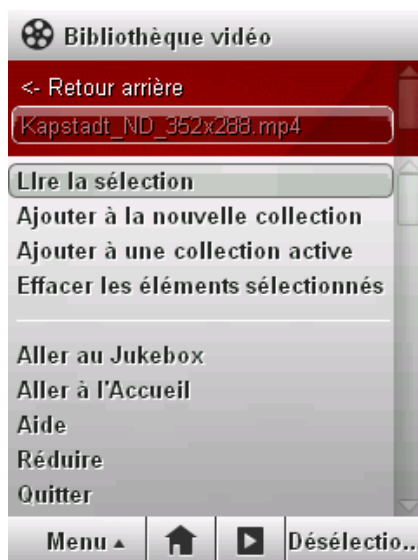 Bibliothèque vidéo
<- Retour arrière
Kapstadt_ND_352x288.mp4
LIre la sélection
Ajouter à la nouvelle collection
Ajouter à une collection active
Effacer les éléments sélectionnés
Aller au Jukebox
Aller à l'Accueil
Aide
Réduire
Quitter
Menu Désélectio..